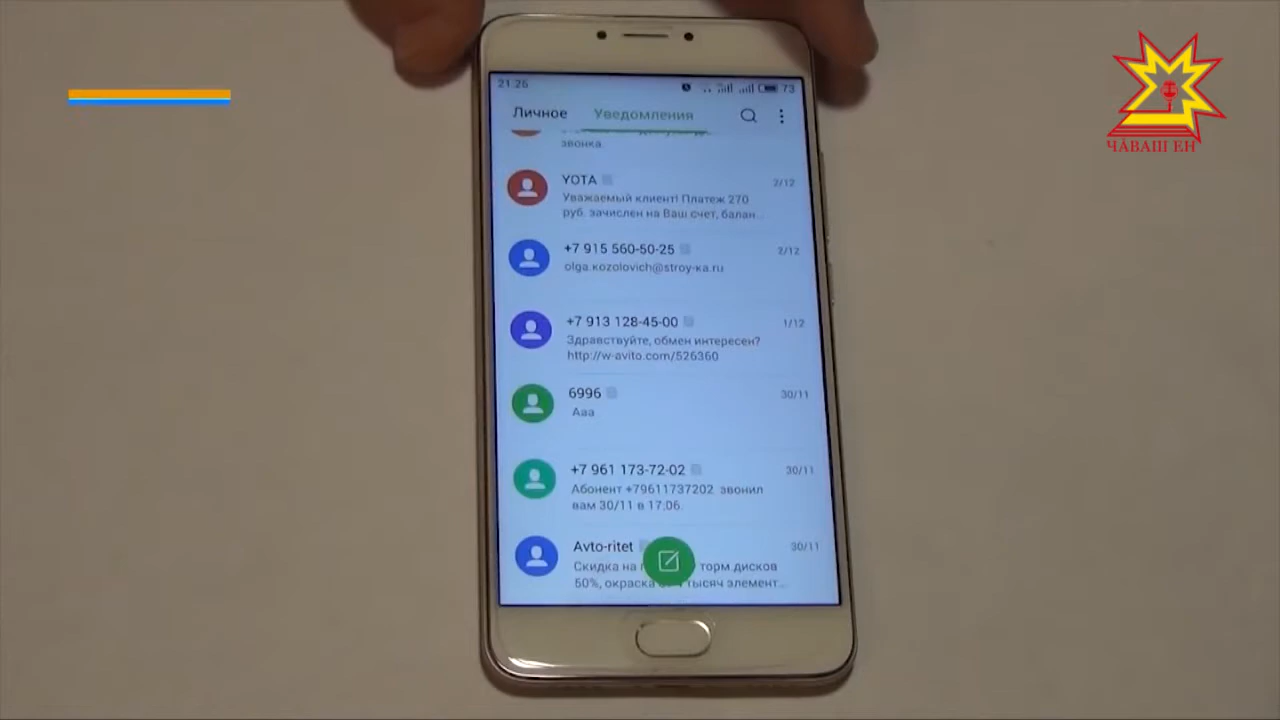 21:26
73
Личное
Уведомления
звонка.
YOTA
2/12
Уважаемый клиент! Платеж 270
руб. зачислен на Ваш счет, балан...
+7 915 560-50-25
2/12
olga.kozolovich@stroy-ka.ru
+7 913 128-45-00
1/12
Здравствуйте, обмен интересен?
http://w-avito.com/526360
6996
30/11
Ааа
+7 961 173-72-02
30/11
Абонент +79611737202 звонил
вам 30/11 в 17:06.
Avto-ritet
30/11
Скидка на торм.дисков
50%, окраска тысяч элемент...
ЧӐВАШ ЕН